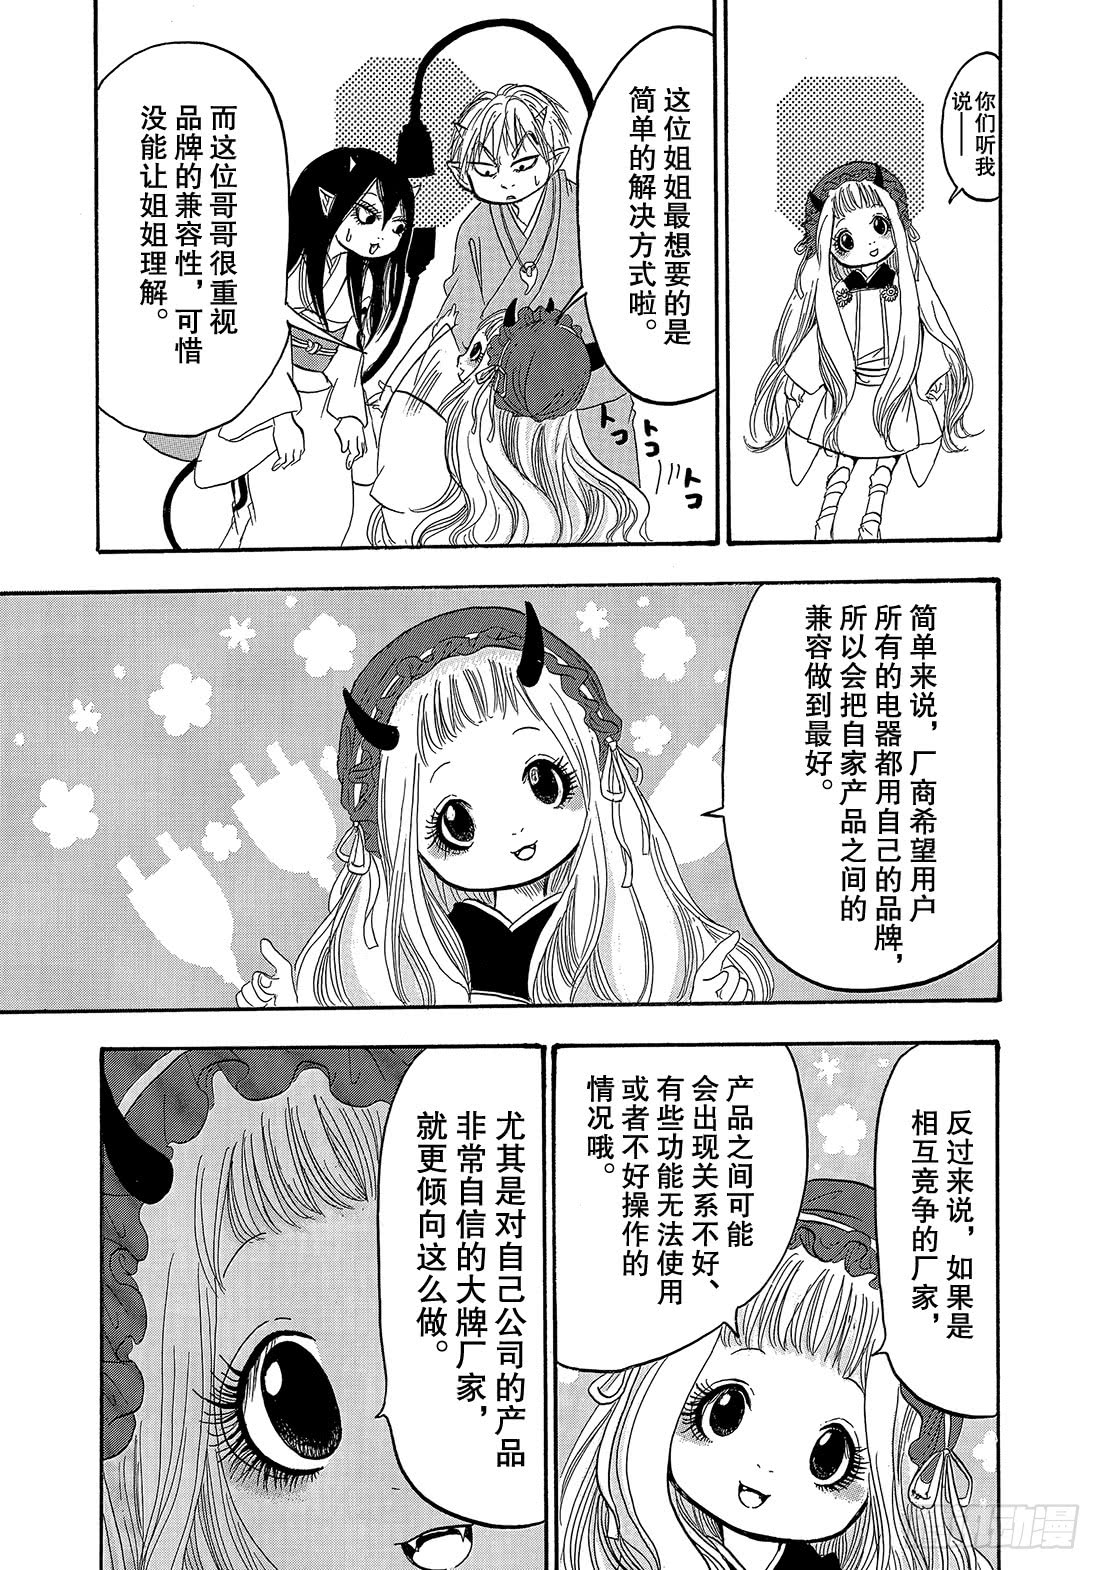 你们听我
说——
这位姐姐最想要的是
简单的解决方式啦。
而这位哥哥很重视
品牌的兼容性，可惜
没能让姐姐理解。
トコ
トコ
トコ
简单来说，厂商希望用户
所有的电器都用自己的品牌，
所以会把自家产品之间的
兼容做到最好。
反过来说，如果是
相互竞争的厂家，
产品之间可能
会出现关系不好、
有些功能无法使用
或者不好操作的
情况哦。
尤其是对自己公司的产品
非常自信的大牌厂家，
就更倾向这么做。